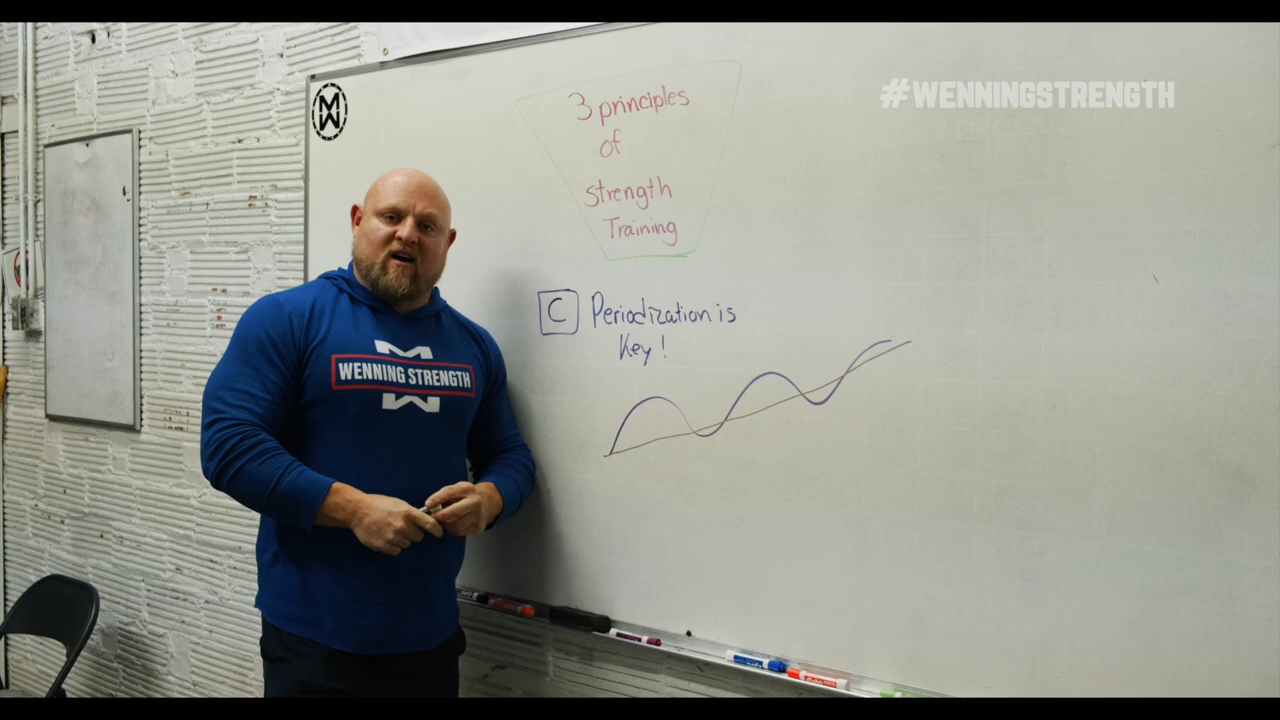 #WENNINGSTRENGTH
3 principles
of
Strength
Training
C Periodization is
Key!
WENNING STRENGTH